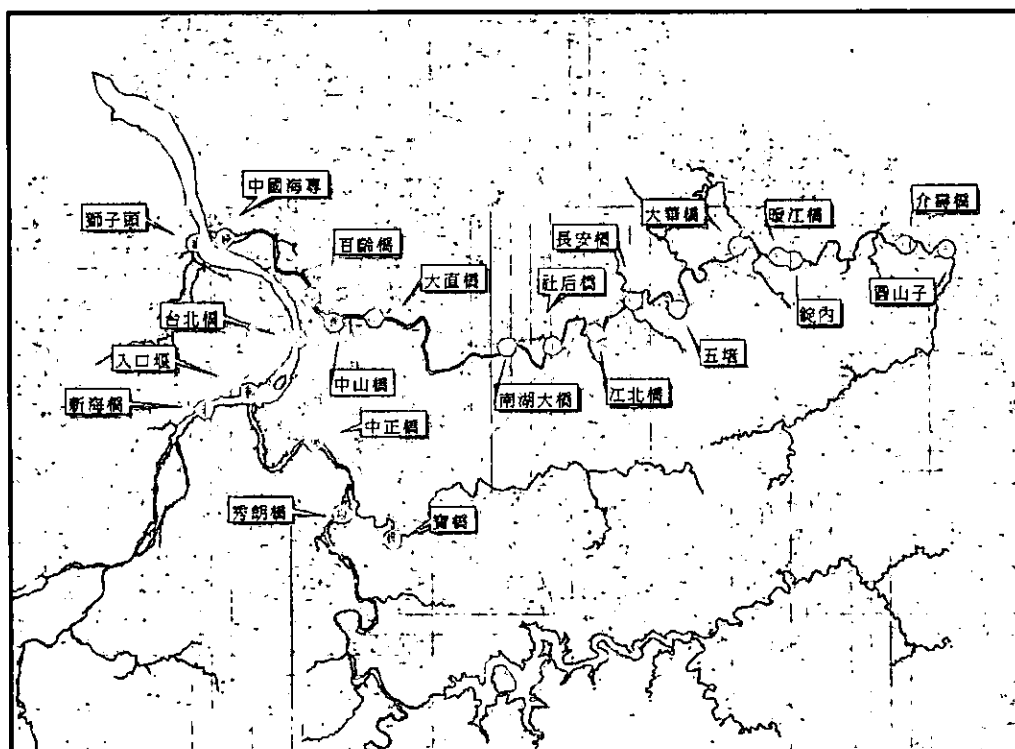 中國海專
獅子頭
百齡橋
大直橋
台北橋
入口堰
新海橋
中山橋
中正橋
秀朗橋
寶橋
南湖大橋
社后橋
江北橋
長安橋
五堵
大華橋
暖江橋
碇內
介壽橋
瑞山子